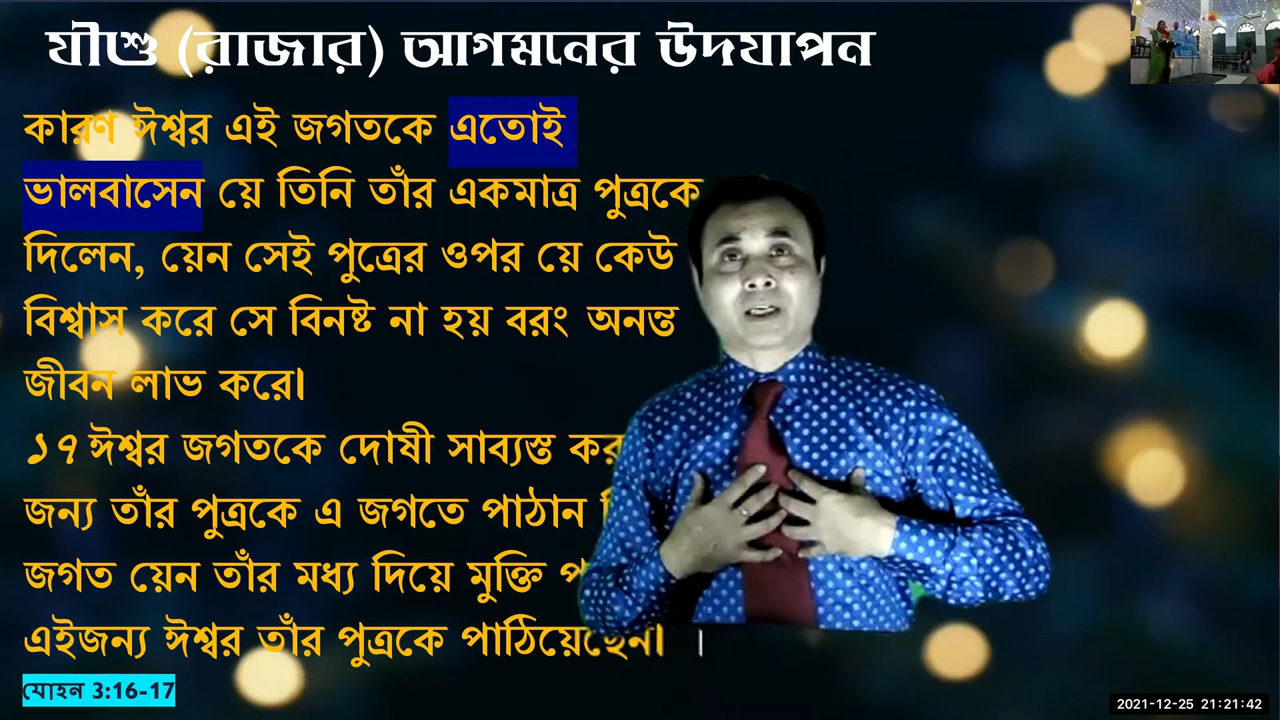 যীশু (রাজার) আগমনের উদযাপন
কারণ ঈশ্বর এই জগতকে এতোই
ভালবাসেন য়ে তিনি তাঁর একমাত্র পুত্রকে
দিলেন, য়েন সেই পুত্রের ওপর য়ে কেউ
বিশ্বাস করে সে বিনষ্ট না হয় বরং অনন্ত
জীবন লাভ করে৷
১৭ ঈশ্বর জগতকে দোষী সাব্যস্ত
জন্য তাঁর পুত্রকে এ জগতে পাঠান
জগত য়েন তাঁর মধ্য দিয়ে মুক্তি
এইজন্য ঈশ্বর তাঁর পুত্রকে পাঠিয়েছেন৷ ।
যোহন 3:16-17
2021-12-25 21:21:42